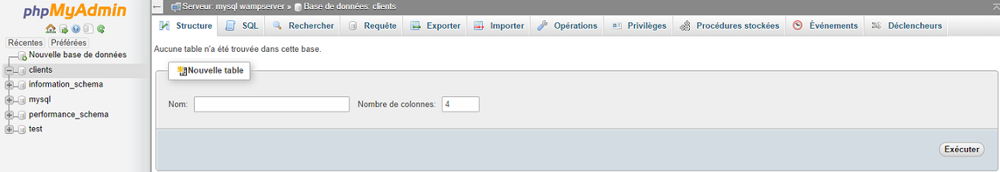 phpMyAdmin
Récentes Préférées
Nouvelle base de données
clients
information_schema
mysql
performance_schema
test
Serveur: mysql wampserver » Base de données: clients
Structure SQL Rechercher Requête Exporter Importer Opérations Privilèges Procédures stockées Événements Déclencheurs
Aucune table n'a été trouvée dans cette base.
Nouvelle table
Nom: Nombre de colonnes: 4
Exécuter